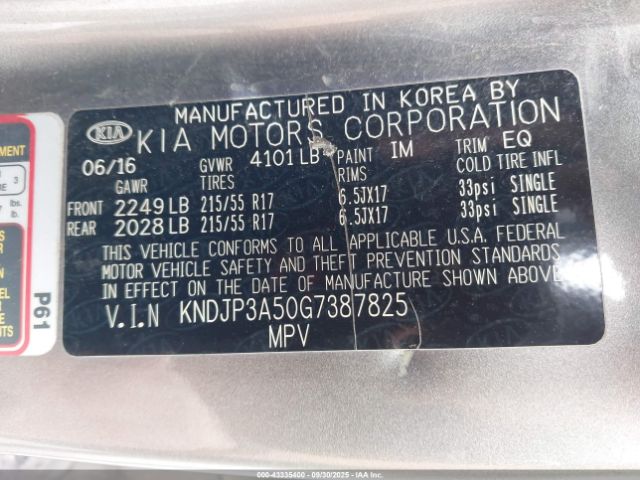 MANUFACTURED IN KOREA BY
KIA KIA MOTORS CORPORATION
06/16 GVWR 4101 LB PAINT IM TRIM EQ
GAWR TIRES RIMS COLD TIRE INFL
FRONT 2249 LB 215/55 R17 6.5JX17 33psi SINGLE
REAR 2028 LB 215/55 R17 6.5JX17 33psi SINGLE
THIS VEHICLE CONFORMS TO ALL APPLICABLE U.S.A. FEDERAL
MOTOR VEHICLE SAFETY AND THEFT PREVENTION STANDARDS
IN EFFECT ON THE DATE OF MANUFACTURE SHOWN ABOVE
V.I.N KNDJP3A50G7387825
MPV
3
lbs.
P61
000-43335400 - 09/30/2025 - COPYRIGHT